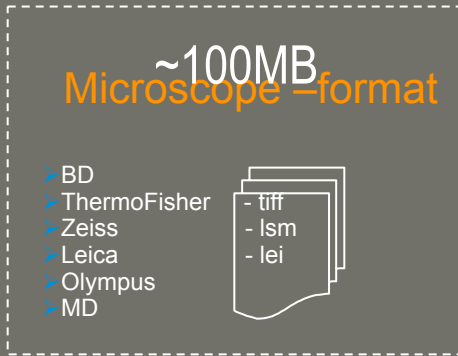 ~100MB
Microscope –format
BD
ThermoFisher
Zeiss
Leica
Olympus
MD
- tiff
- lsm
- lei